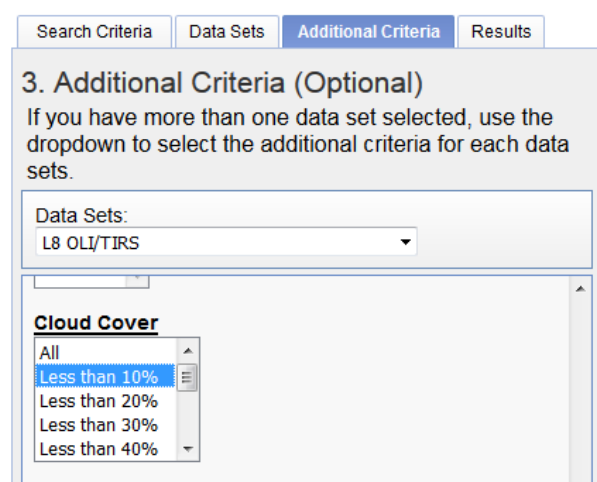 Search Criteria Data Sets Additional Criteria Results
3. Additional Criteria (Optional)
If you have more than one data set selected, use the
dropdown to select the additional criteria for each data
sets.
Data Sets:
L8 OLI/TIRS
Cloud Cover
All
Less than 10%
Less than 20%
Less than 30%
Less than 40%